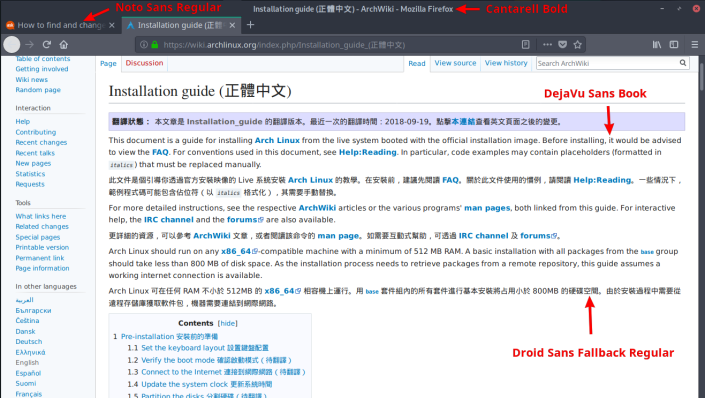 Noto Sans Regular
Installation guide (正體中文) - ArchWiki - Mozilla Firefox
Cantarell Bold
How to find and chang
Installation guide (正體
https://wiki.archlinux.org/index.php/Installation_guide_(正體中文)
Table of contents
Getting involved
Wiki news
Random page
Interaction
Help
Contributing
Recent changes
Recent talks
New pages
Statistics
Requests
Tools
What links here
Related changes
Special pages
Printable version
Permanent link
Page information
In other languages
العربية
Български
Čeština
Dansk
Deutsch
Ελληνικά
English
Español
Suomi
Français
Page
Discussion
Read
View source
View history
Search ArchWiki
Installation guide (正體中文)
DejaVu Sans Book
翻譯狀態： 本文章是 Installation_guide 的翻譯版本。最近一次的翻譯時間：2018-09-19。點擊本連結查看英文頁面之後的變更。
This document is a guide for installing Arch Linux from the live system booted with the official installation image. Before installing, it would be advised
to view the FAQ. For conventions used in this document, see Help:Reading. In particular, code examples may contain placeholders (formatted in
italics) that must be replaced manually.
此文件是個引導你透過官方安裝映像的 Live 系統安裝 Arch Linux 的教學。在安裝前，建議先閱讀 FAQ。關於此文件使用的慣例，請閱讀 Help:Reading。一些情況下，
範例程式碼可能包含佔位符（以 italics 格式化），其需要手動替換。
For more detailed instructions, see the respective ArchWiki articles or the various programs' man pages, both linked from this guide. For interactive
help, the IRC channel and the forums are also available.
更詳細的資源，可以參考 ArchWiki 文章，或者閱讀該命令的 man page。如需要互動式幫助，可透過 IRC channel 及 forums。
Arch Linux should run on any x86_64-compatible machine with a minimum of 512 MB RAM. A basic installation with all packages from the base group
should take less than 800 MB of disk space. As the installation process needs to retrieve packages from a remote repository, this guide assumes a
working internet connection is available.
Arch Linux 可在任何 RAM 不小於 512MB 的 x86_64 相容機上運行。用 base 套件組內的所有套件進行基本安裝將占用小於 800MB 的硬碟空間。由於安裝過程中需要從
遠程存儲庫獲取軟件包，機器需要連結到網際網路。
Droid Sans Fallback Regular
Contents [hide]
1 Pre-installation 安裝前的準備
1.1 Set the keyboard layout 設置鍵盤配置
1.2 Verify the boot mode 確認啟動模式（待翻譯）
1.3 Connect to the Internet 連接到網際網路（待翻譯）
1.4 Update the system clock 更新系統時間
1.5 Partition the disks 分割硬碟（待翻譯）